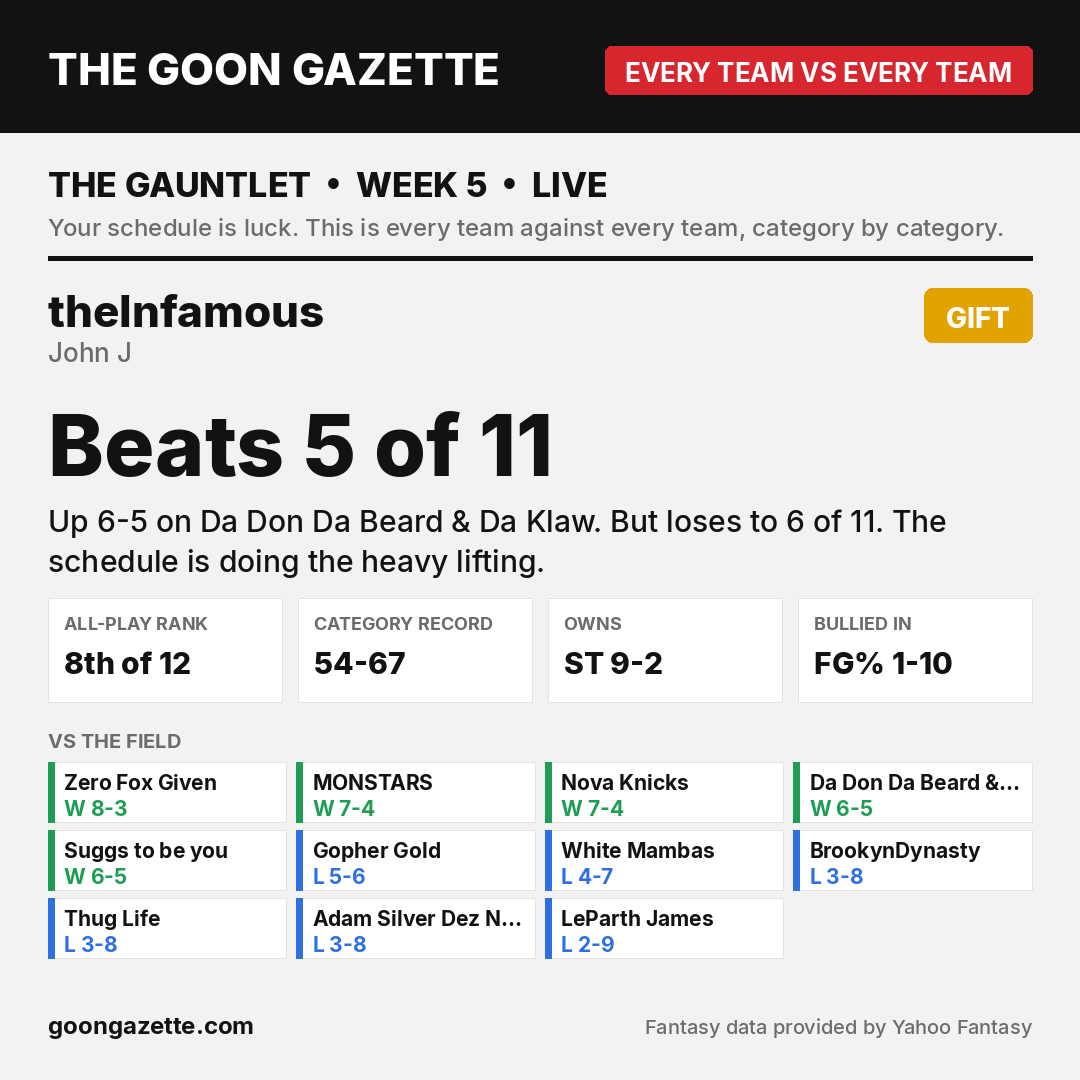 THE GOON GAZETTE
EVERY TEAM VS EVERY TEAM
THE GAUNTLET • WEEK 5 • LIVE
Your schedule is luck. This is every team against every team, category by category.
theInfamous
GIFT
John J
Beats 5 of 11
Up 6-5 on Da Don Da Beard & Da Klaw. But loses to 6 of 11. The
schedule is doing the heavy lifting.
ALL-PLAY RANK
8th of 12
CATEGORY RECORD
54-67
OWNS
ST 9-2
BULLIED IN
FG% 1-10
VS THE FIELD
Zero Fox Given
W 8-3
MONSTARS
W 7-4
Nova Knicks
W 7-4
Da Don Da Beard &...
W 6-5
Suggs to be you
W 6-5
Gopher Gold
L 5-6
White Mambas
L 4-7
BrookynDynasty
L 3-8
Thug Life
L 3-8
Adam Silver Dez N...
L 3-8
LeParth James
L 2-9
goongazette.com
Fantasy data provided by Yahoo Fantasy